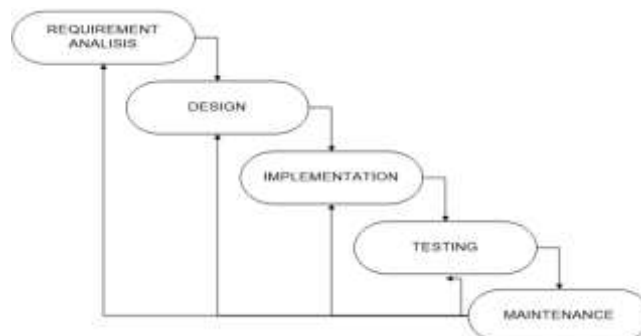 REQUIREMENT
ANALISIS
DESIGN
IMPLEMENTATION
TESTING
MAINTENANCE